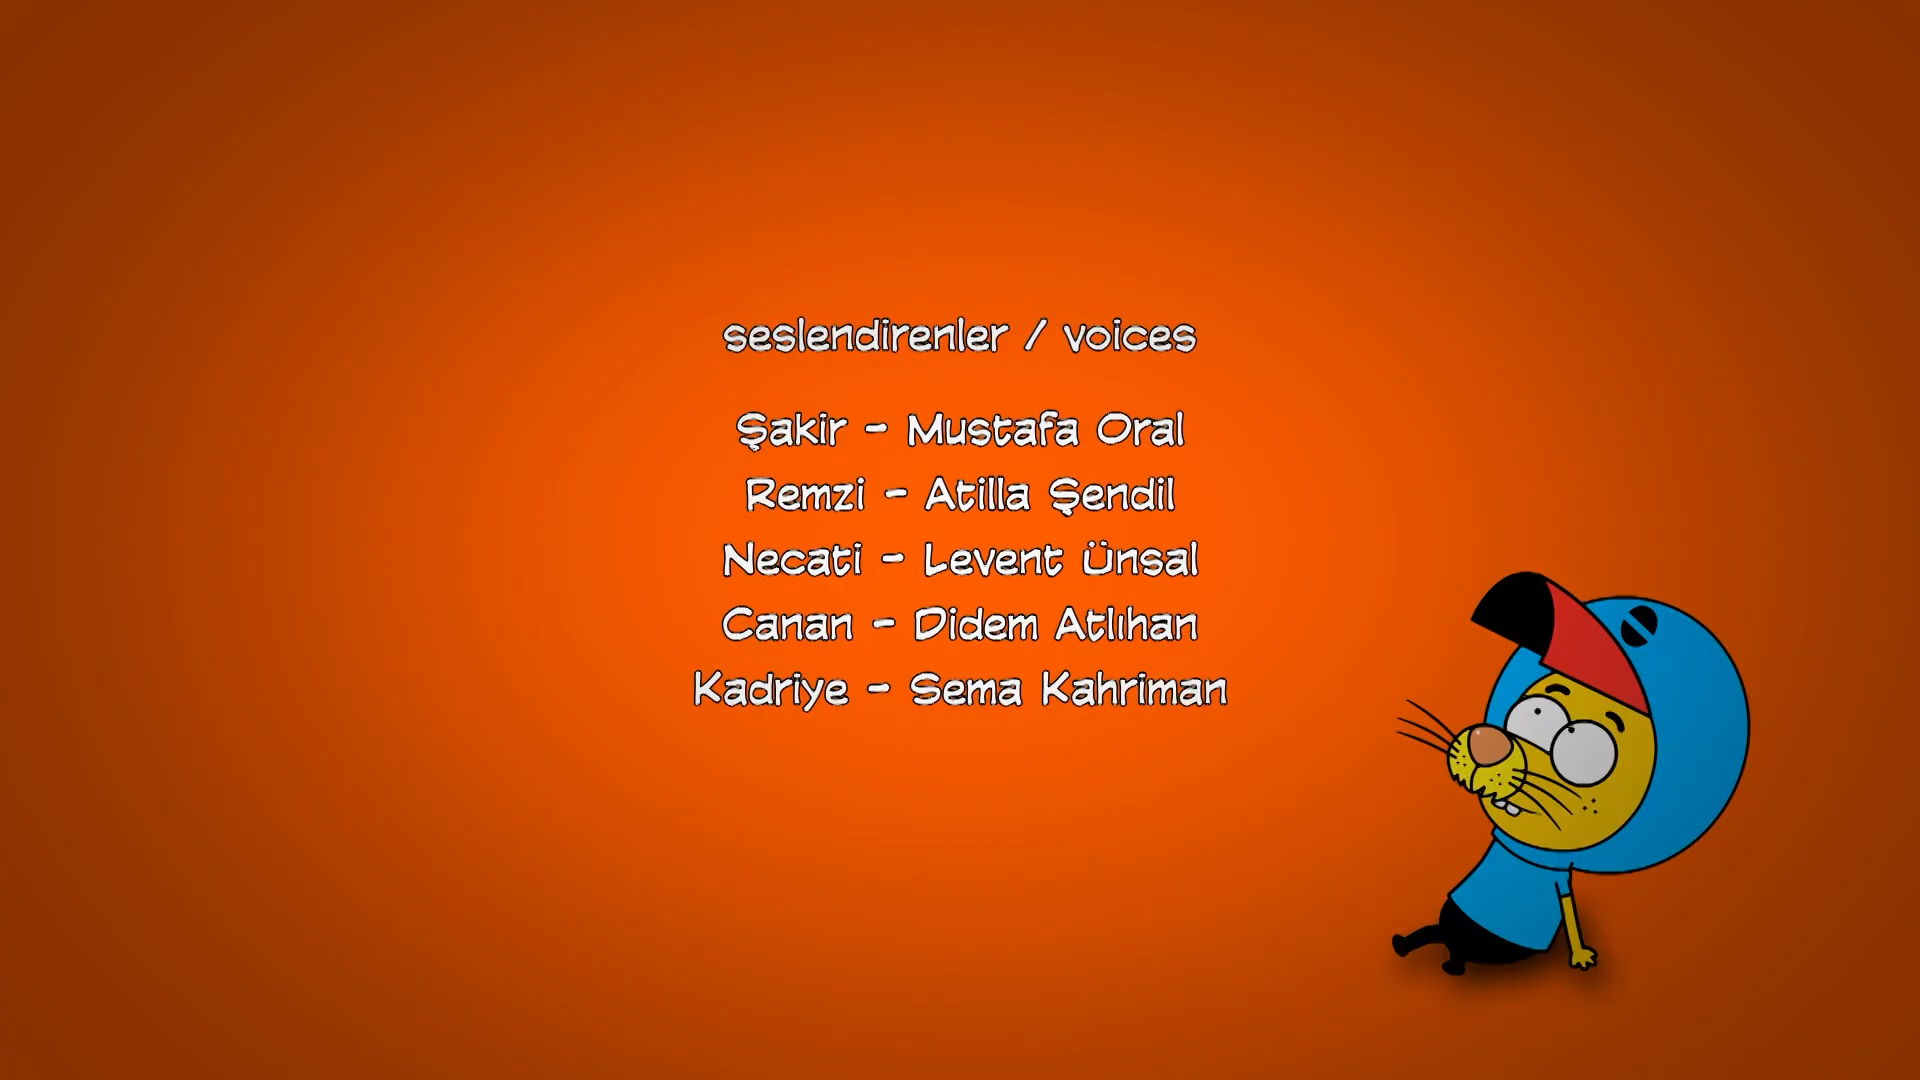 seslendirenler / voices
Şakir - Mustafa Oral
Remzi - Atilla Şendil
Necati - Levent Ünsal
Canan - Didem Atlıhan
Kadriye - Sema Kahriman